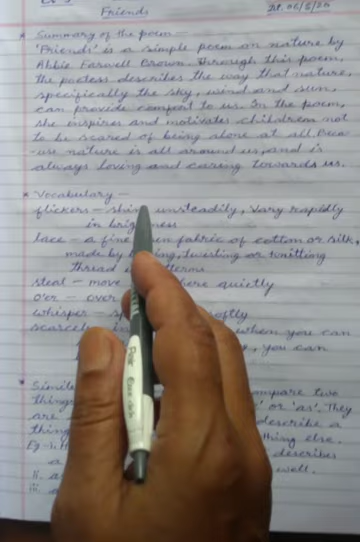 Friends
Dt. 06/5/20
* Summary of the poem —
'Friends' is a simple poem on nature by
Abbie Farwell Brown. Through this poem,
the poetess describes the way that nature,
specifically the sky, wind and sun,
can provide comfort to us. In the poem,
she inspires and motivates children not
to be scared of being alone at all Beca
-use nature is all around us, and is
always loving and caring towards us.
* Vocabulary —
flickers — shine unsteadily, vary rapidly
in brightness
lace — a fine open fabric of cotton or silk,
made by twisting or knitting
thread patterns
steal — move quietly
o'er — over
whisper — softly
scarcely when you can
, you can
* Simile compare two
things or 'as'. They
are describe a
thing thing else.
Eg -
a describes
ii. as well.
iii. a